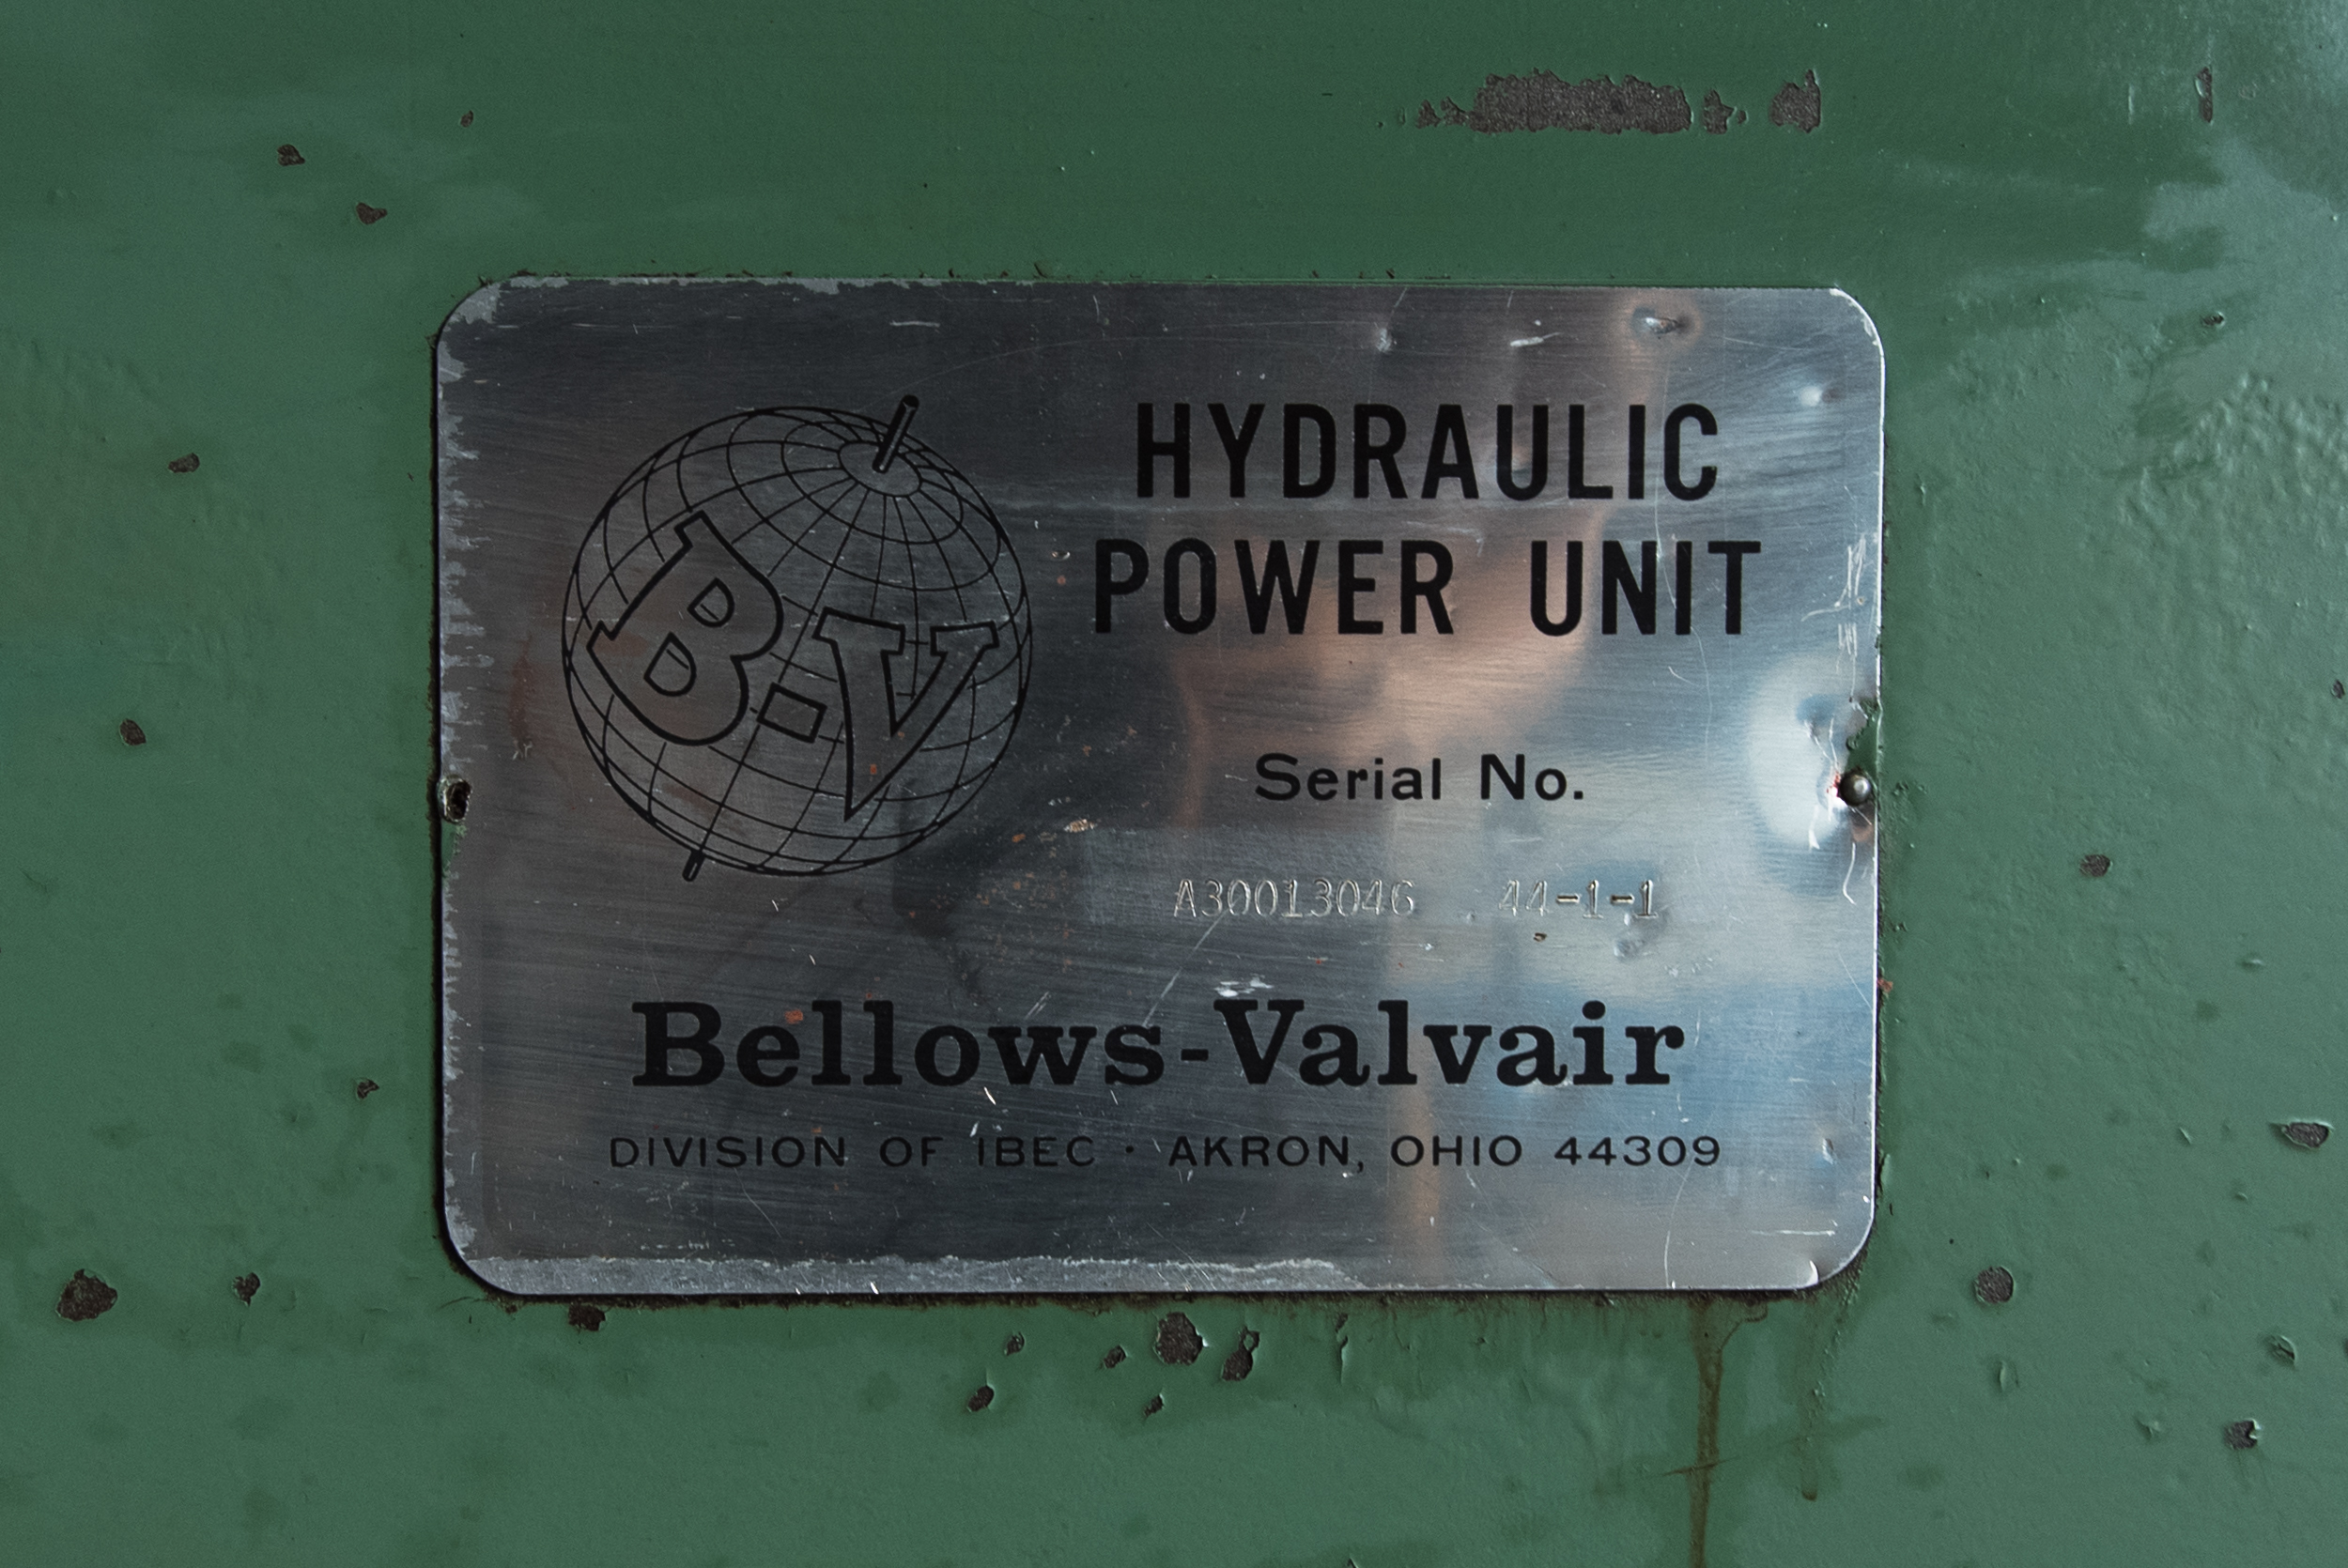 B-V
HYDRAULIC
POWER UNIT
Serial No.
A30013046 44-1-1
Bellows-Valvair
DIVISION OF IBEC · AKRON, OHIO 44309